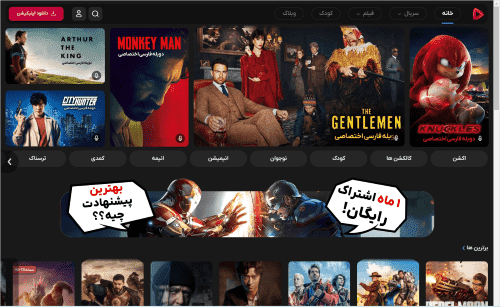 خانه
سریال
فیلم
کودک
وبلاگ
دانلود اپلیکیشن
KNUCKLES
دوبله فارسی اختصاصی
THE
GENTLEMEN
دوبله فارسی اختصاصی
MONKEY MAN
دوبله فارسی اختصاصی
ARTHUR
THE
KING
CITYHUNTER
اکشن
کالکشن ها
کودک
نوجوان
انیمیشن
انیمه
کمدی
ترسناک
۱ ماه اشتراک
رایگان!
بهترین
پیشنهادت
چیه؟؟
برترین ها